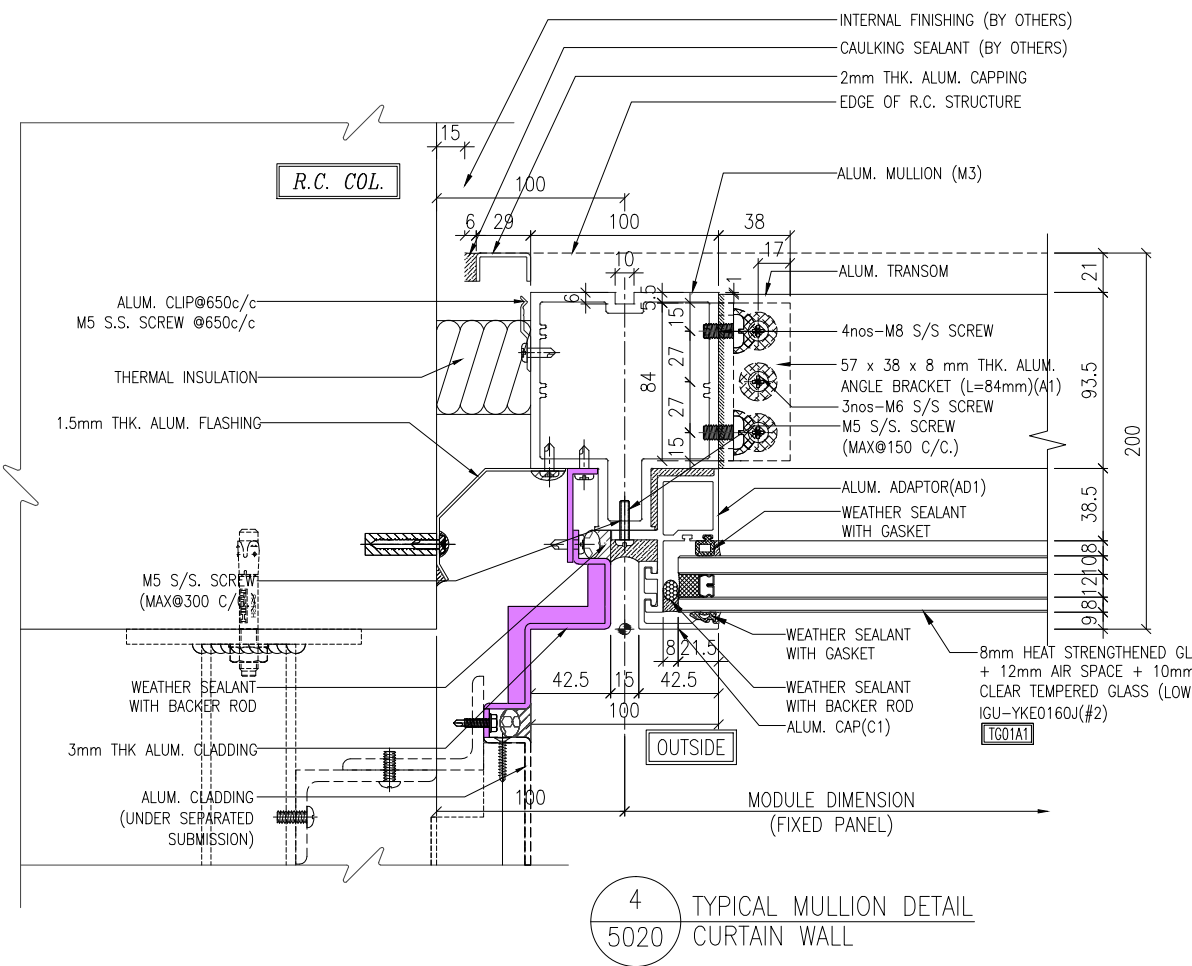 INTERNAL FINISHING (BY OTHERS)
CAULKING SEALANT (BY OTHERS)
2mm THK. ALUM. CAPPING
EDGE OF R.C. STRUCTURE
15
R.C. COL.
100
ALUM. MULLION (M3)
6
29
100
38
17
10
1
21
ALUM. TRANSOM
ALUM. CLIP@650c/c
M5 S.S. SCREW @650c/c
6
5.5
15
4nos-M8 S/S SCREW
THERMAL INSULATION
27
84
27
15
57 x 38 x 8 mm THK. ALUM.
ANGLE BRACKET (L=84mm)(A1)
93.5
3nos-M6 S/S SCREW
M5 S/S. SCREW
(MAX@150 C/C.)
200
1.5mm THK. ALUM. FLASHING
ALUM. ADAPTOR(AD1)
38.5
WEATHER SEALANT
WITH GASKET
8
10
12
8
9
M5 S/S. SCREW
(MAX@300 C/
WEATHER SEALANT
WITH GASKET
8mm HEAT STRENGTHENED GL
+ 12mm AIR SPACE + 10mm
CLEAR TEMPERED GLASS (LOW
IGU-YKE0160J(#2)
TG01A1
8
21.5
42.5
15
42.5
100
WEATHER SEALANT
WITH BACKER ROD
WEATHER SEALANT
WITH BACKER ROD
ALUM. CAP(C1)
3mm THK ALUM. CLADDING
OUTSIDE
ALUM. CLADDING
(UNDER SEPARATED
SUBMISSION)
100
MODULE DIMENSION
(FIXED PANEL)
4
5020
TYPICAL MULLION DETAIL
CURTAIN WALL